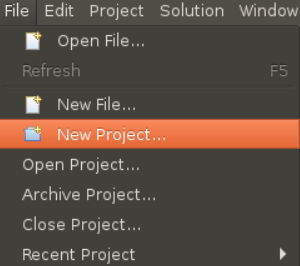 File Edit Project Solution Window
Open File...
Refresh F5
New File...
New Project...
Open Project...
Archive Project...
Close Project...
Recent Project